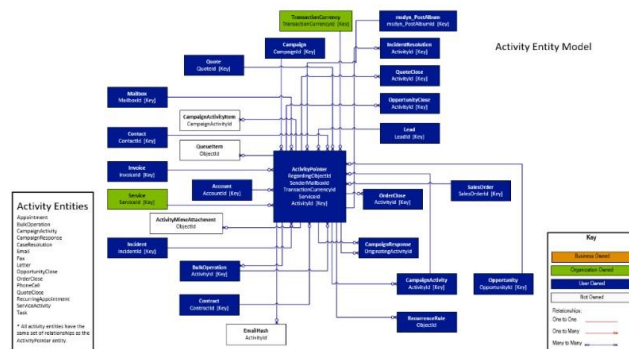 TransactionCurrency
TransactionCurrencyId [Key]
msdyn_PostAlbum
msdyn_PostAlbumId [Key]
Activity Entity Model
Campaign
CampaignId [Key]
IncidentResolution
ActivityId [Key]
Quote
QuoteId [Key]
QuoteClose
ActivityId [Key]
Mailbox
MailboxId [Key]
OpportunityClose
ActivityId [Key]
CampaignActivityItem
CampaignActivityId
Contact
ContactId [Key]
Lead
LeadId [Key]
QueueItem
ObjectId
Invoice
InvoiceId [Key]
ActivityPointer
RegardingObjectId
SenderMailboxId
TransactionCurrencyId
ServiceId
ActivityId [Key]
Account
AccountId [Key]
SalesOrder
SalesOrderId [Key]
Service
ServiceId [Key]
OrderClose
ActivityId [Key]
ActivityMimeAttachment
ObjectId
Incident
IncidentId [Key]
CampaignResponse
OriginatingActivityId
BulkOperation
ActivityId [Key]
CampaignActivity
ActivityId [Key]
Opportunity
OpportunityId [Key]
Contract
ContractId [Key]
RecurrenceRule
ObjectId
EmailHash
ActivityId
Activity Entities
Appointment
BulkOperation
CampaignActivity
CampaignResponse
CaseResolution
Email
Fax
Letter
OpportunityClose
OrderClose
PhoneCall
QuoteClose
RecurringAppointment
ServiceActivity
Task
* All activity entities have the
same set of relationships as the
ActivityPointer entity
Key
Business Owned
Organization Owned
User Owned
Not Owned
Relationships:
One to One
One to Many
Many to Many